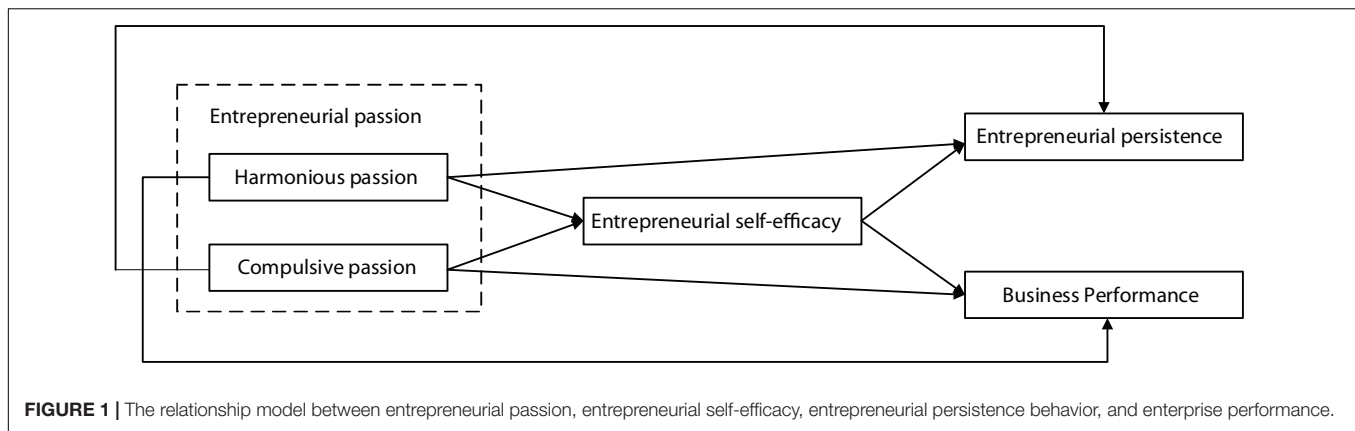 Entrepreneurial passion
Harmonious passion
Compulsive passion
Entrepreneurial self-efficacy
Entrepreneurial persistence
Business Performance
FIGURE 1 | The relationship model between entrepreneurial passion, entrepreneurial self-efficacy, entrepreneurial persistence behavior, and enterprise performance.